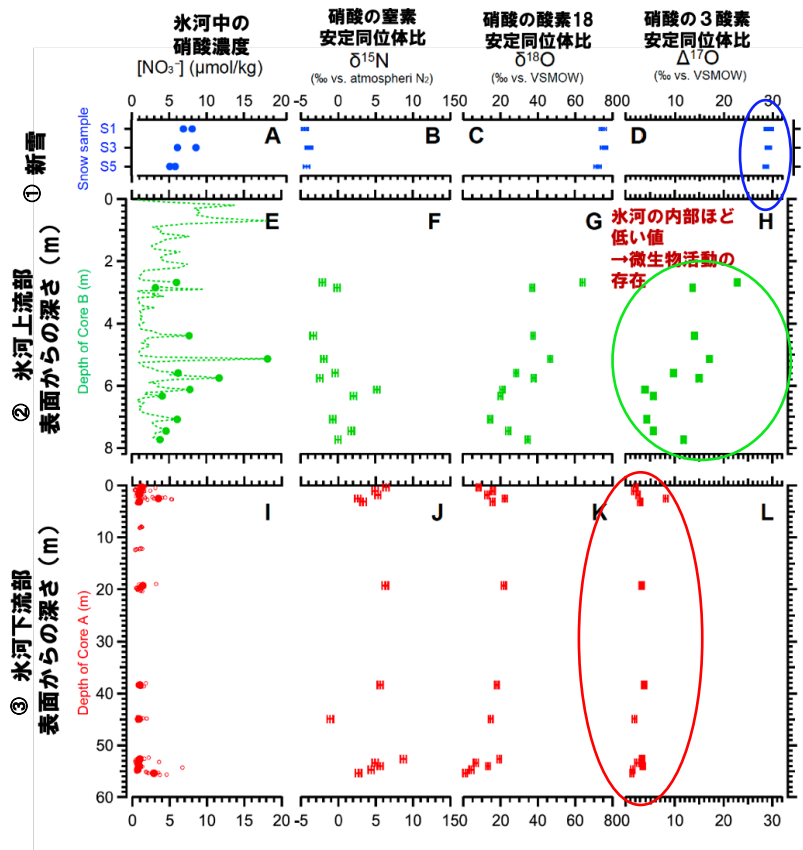 氷河中の
硝酸濃度
[NO₃⁻] (μmol/kg)
硝酸の窒素
安定同位体比
δ¹⁵N
(‰ vs. atmospheri N₂)
硝酸の酸素18
安定同位体比
δ¹⁸O
(‰ vs. VSMOW)
硝酸の3酸素
安定同位体比
Δ¹⁷O
(‰ vs. VSMOW)
0 5 10 15 20
-5 0 5 10 15
0 20 40 60 80
0 10 20 30
① 新雪
Snow sample
S1
S3
S5
A
B
C
D
② 氷河上流部
表面からの深さ(m)
Depth of Core B (m)
0
2
4
6
8
E
F
G
H
氷河の内部ほど
低い値
→微生物活動の
存在
③ 氷河下流部
表面からの深さ(m)
Depth of Core A (m)
0
10
20
30
40
50
60
I
J
K
L
0 5 10 15 20
-5 0 5 10 15
0 20 40 60 80
0 10 20 30